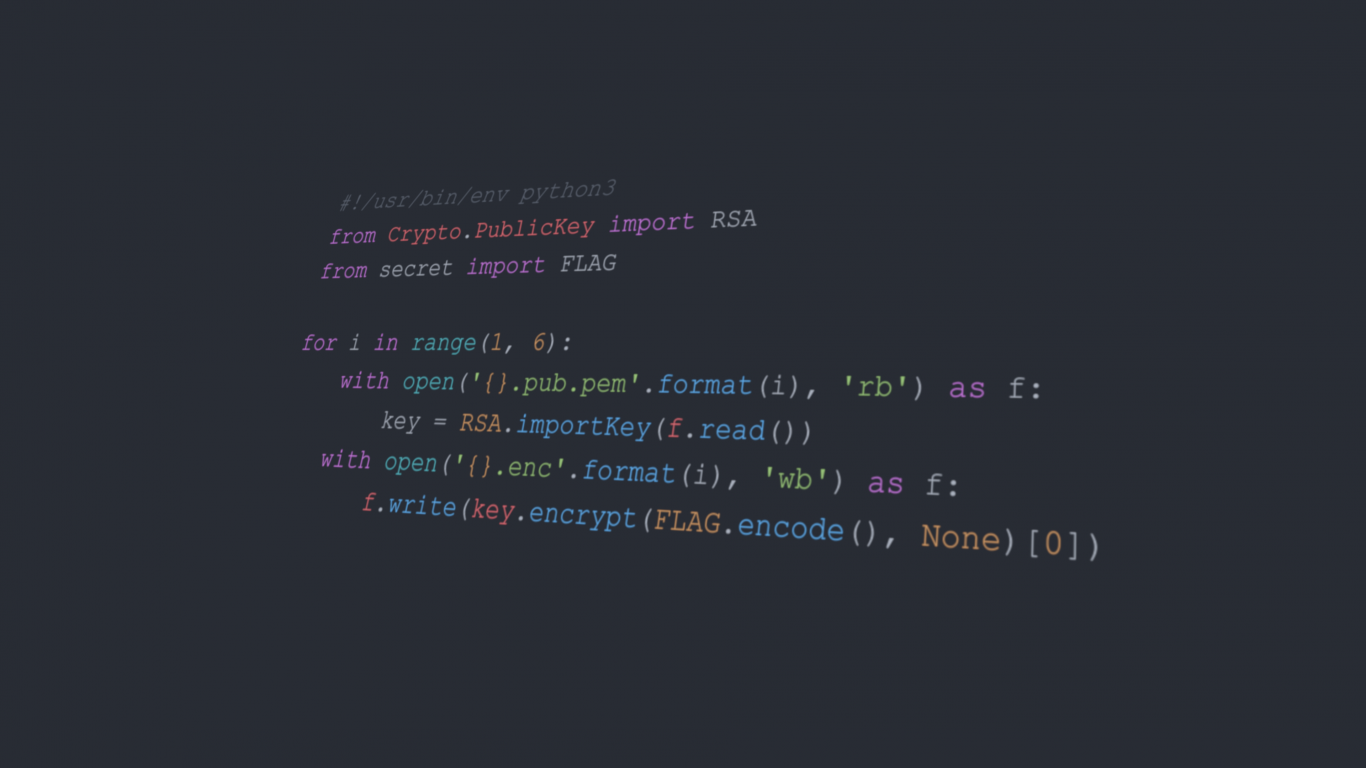 #!/usr/bin/env python3
from Crypto.PublicKey import RSA
from secret import FLAG
for i in range(1, 6):
with open('{}.pub.pem'.format(i), 'rb') as f:
key = RSA.importKey(f.read())
with open('{}.enc'.format(i), 'wb') as f:
f.write(key.encrypt(FLAG.encode(), None)[0])